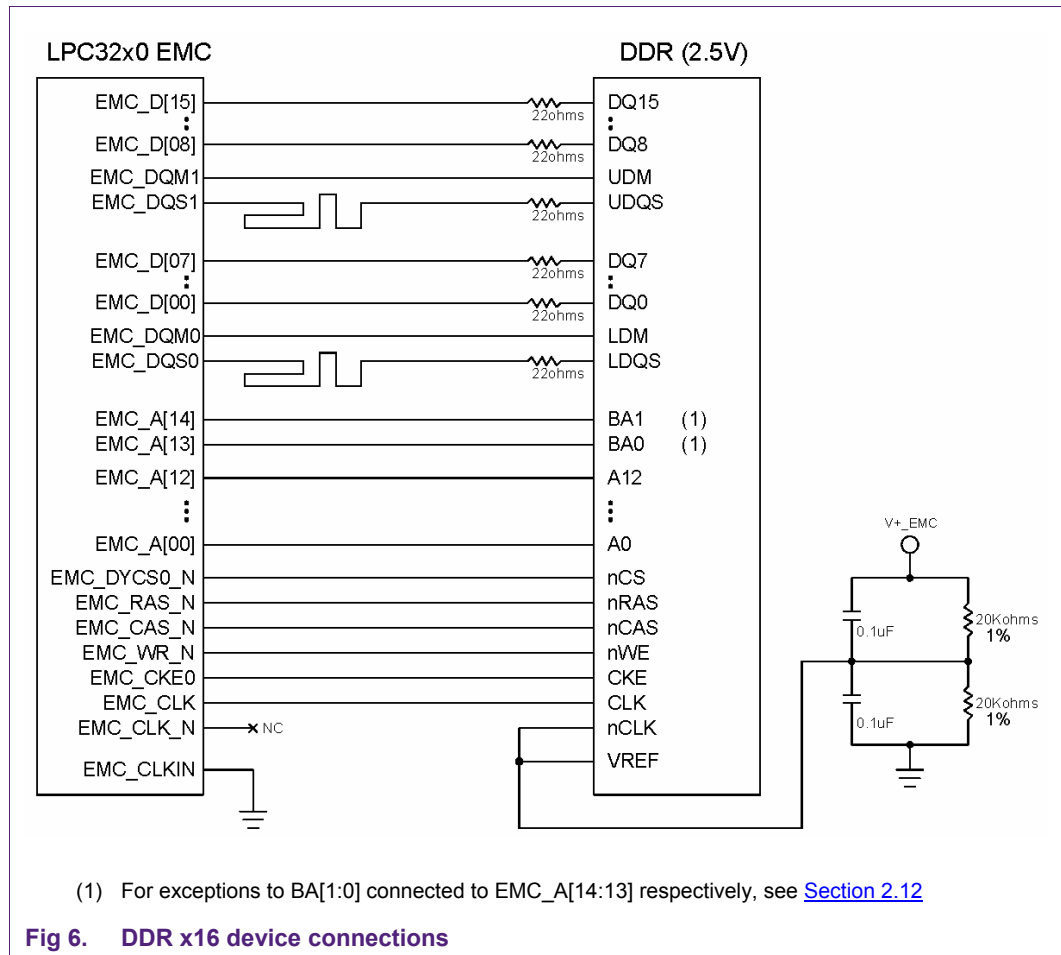 LPC32x0 EMC
DDR (2.5V)
EMC_D[15]
22ohms
DQ15
EMC_D[08]
22ohms
DQ8
EMC_DQM1
UDM
EMC_DQS1
22ohms
UDQS
EMC_D[07]
22ohms
DQ7
EMC_D[00]
22ohms
DQ0
EMC_DQM0
LDM
EMC_DQS0
22ohms
LDQS
EMC_A[14]
BA1 (1)
EMC_A[13]
BA0 (1)
EMC_A[12]
A12
EMC_A[00]
A0
EMC_DYCS0_N
nCS
EMC_RAS_N
nRAS
EMC_CAS_N
nCAS
EMC_WR_N
nWE
EMC_CKE0
CKE
EMC_CLK
CLK
EMC_CLK_N
NC
nCLK
EMC_CLKIN
VREF
V+_EMC
0.1uF
20Kohms
1%
0.1uF
20Kohms
1%
(1) For exceptions to BA[1:0] connected to EMC_A[14:13] respectively, see Section 2.12
Fig 6. DDR x16 device connections